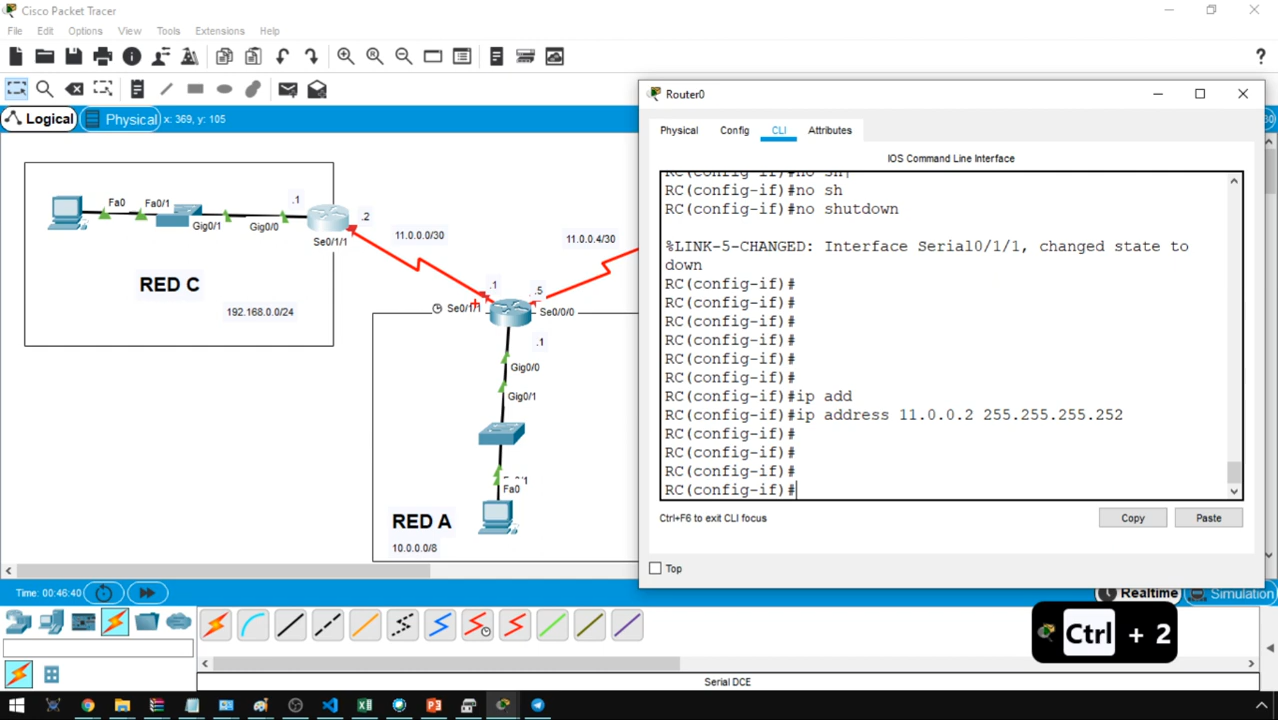 Cisco Packet Tracer
File Edit Options View Tools Extensions Help
?
Logical Physical x: 369, y: 105
Router0
Physical Config CLI Attributes
IOS Command Line Interface
RC(config-if)#no sh
RC(config-if)#no sh
RC(config-if)#no shutdown
%LINK-5-CHANGED: Interface Serial0/1/1, changed state to
down
RC(config-if)#
RC(config-if)#
RC(config-if)#
RC(config-if)#
RC(config-if)#
RC(config-if)#
RC(config-if)#ip add
RC(config-if)#ip address 11.0.0.2 255.255.255.252
RC(config-if)#
RC(config-if)#
RC(config-if)#
RC(config-if)#
Ctrl+F6 to exit CLI focus
Copy Paste
Top
Fa0 Fa0/1 Gig0/1 Gig0/0 .1 .2
Se0/1/1
RED C
192.168.0.0/24
11.0.0.0/30
11.0.0.4/30
.1 .5
Se0/1/1 Se0/0/0
.1
Gig0/0
Gig0/1
Fa0
RED A
10.0.0.0/8
Time: 00:46:40
Realtime Simulation
Ctrl + 2
Serial DCE